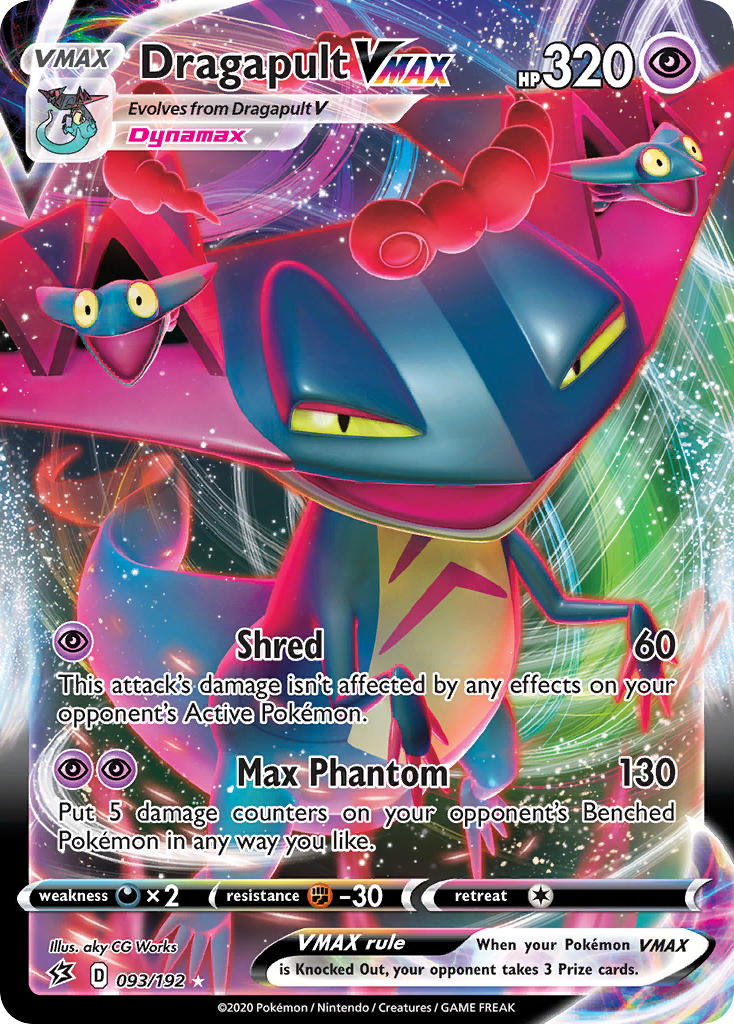 VMAX
Dragapult VMAX
HP 320
Evolves from Dragapult V
Dynamax
Shred 60
This attack's damage isn't affected by any effects on your
opponent's Active Pokémon.
Max Phantom 130
Put 5 damage counters on your opponent's Benched
Pokémon in any way you like.
weakness ×2 resistance -30 retreat
Illus. aky CG Works
VMAX rule When your Pokémon VMAX
is Knocked Out, your opponent takes 3 Prize cards.
D 093/192 ★
©2020 Pokémon / Nintendo / Creatures / GAME FREAK